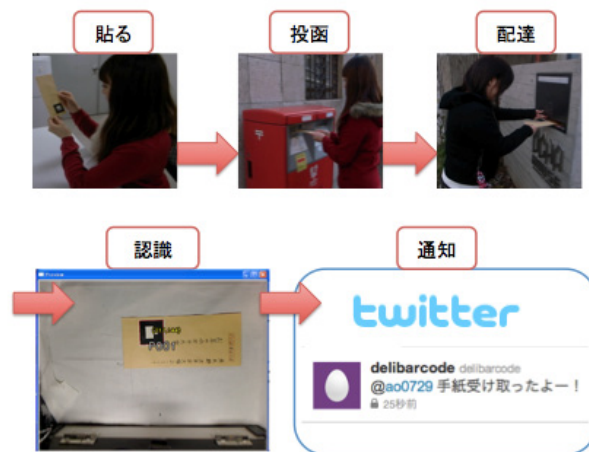 貼る
投函
配達
認識
通知
twitter
delibarcode delibarcode
@ao0729 手紙受け取ったよー！
25秒前